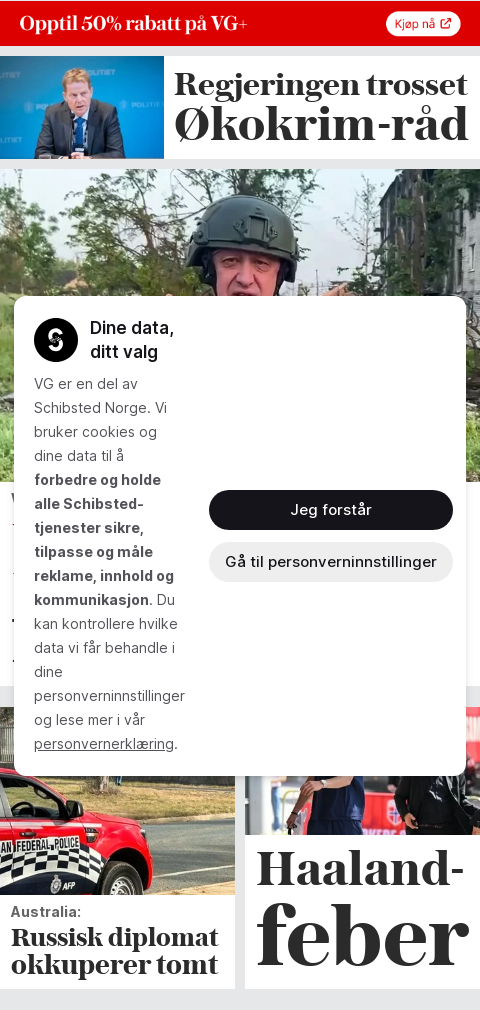 Opptil 50% rabatt på VG+
Kjøp nå
POLITIET
POLITIET
Regjeringen trosset
Økokrim-råd
Dine data,
ditt valg
VG er en del av
Schibsted Norge. Vi
bruker cookies og
dine data til å
forbedre og holde
alle Schibsted-
tjenester sikre,
tilpasse og måle
reklame, innhold og
kommunikasjon. Du
kan kontrollere hvilke
data vi får behandle i
dine
personverninnstillinger
og lese mer i vår
personvernerklæring.
Jeg forstår
Gå til personverninnstillinger
AN FEDERAL POLICE
AFP
Australia:
Russisk diplomat
okkuperer tomt
Haaland-
feber